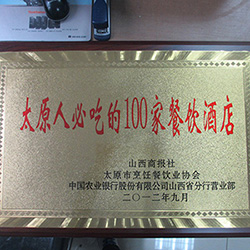 太原人必吃的100家餐饮酒店
山西商报社
太原市烹饪餐饮业协会
中国农业银行股份有限公司山西省分行营业部
二〇一二年九月